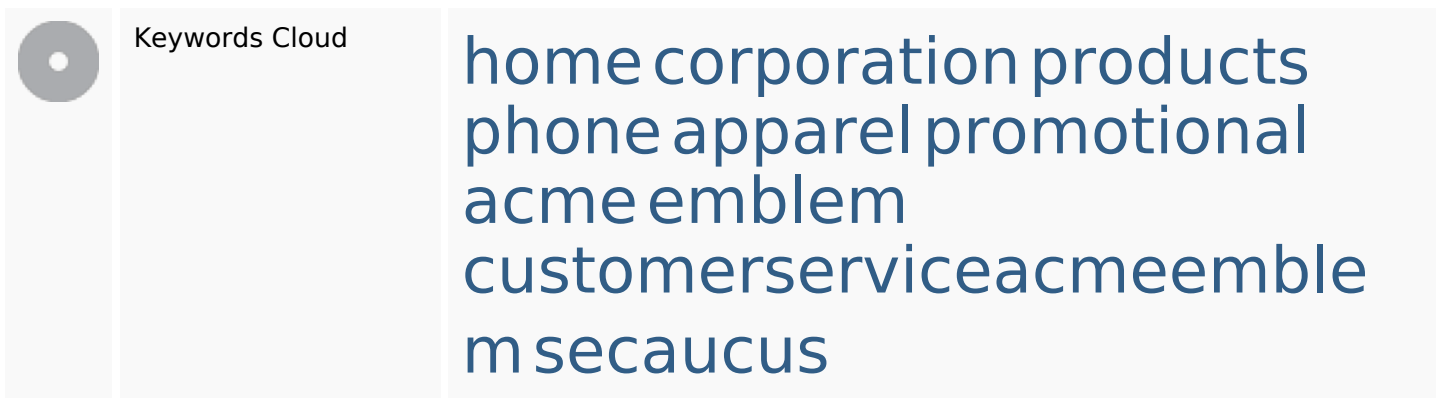 Keywords Cloud
home corporation products
phone apparel promotional
acme emblem
customerserviceacmeemble
m secaucus